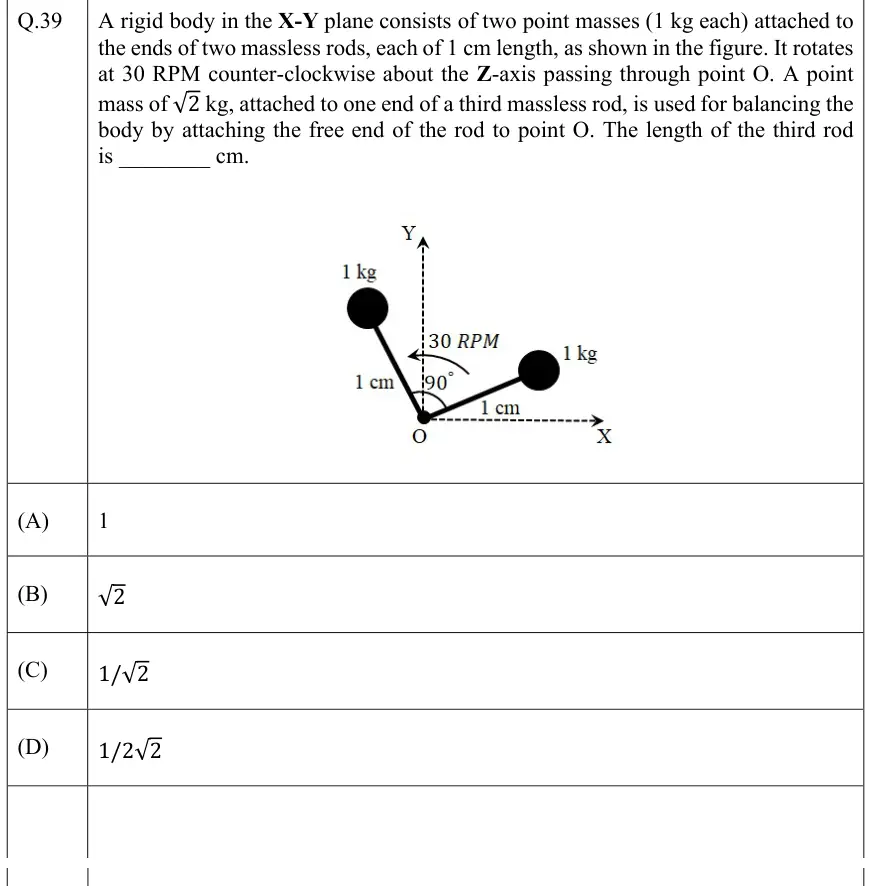 Q.39 A rigid body in the X-Y plane consists of two point masses (1 kg each) attached to
the ends of two massless rods, each of 1 cm length, as shown in the figure. It rotates
at 30 RPM counter-clockwise about the Z-axis passing through point O. A point
mass of √2 kg, attached to one end of a third massless rod, is used for balancing the
body by attaching the free end of the rod to point O. The length of the third rod
is ________ cm.
Y
1 kg
30 RPM
1 kg
1 cm
90°
1 cm
O
X
(A) 1
(B) √2
(C) 1/√2
(D) 1/2√2